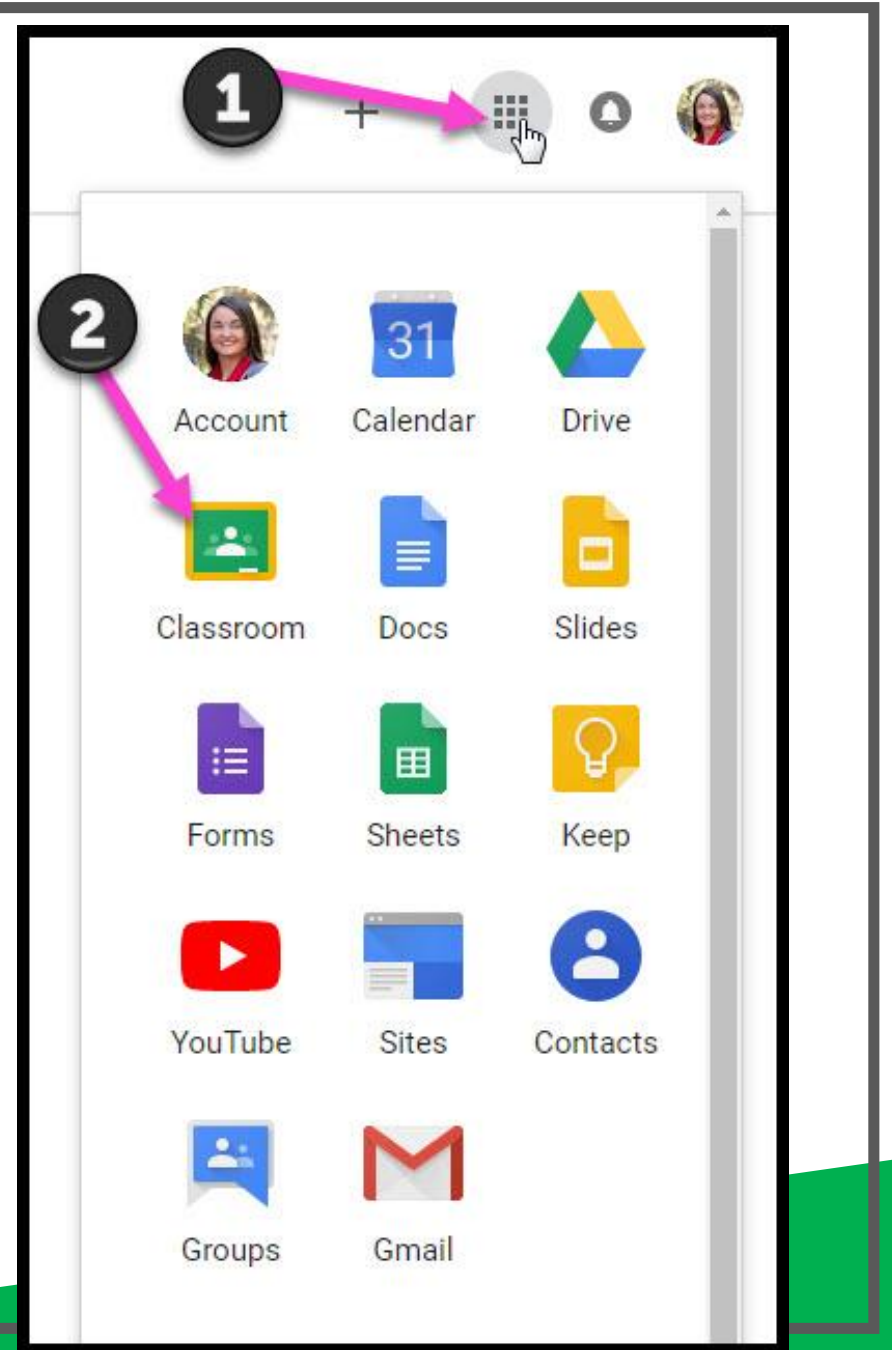 1
2
31
Account Calendar Drive
Classroom Docs Slides
Forms Sheets Keep
YouTube Sites Contacts
Groups Gmail